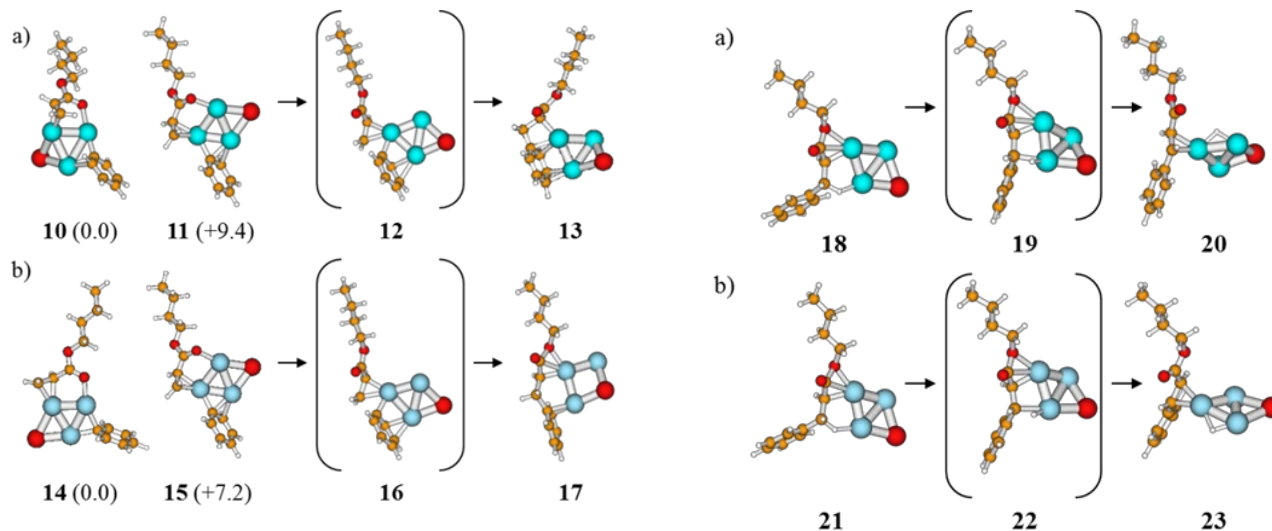 a)
10 (0.0) 11 (+9.4) 12 13
b)
14 (0.0) 15 (+7.2) 16 17
a)
18 19 20
b)
21 22 23